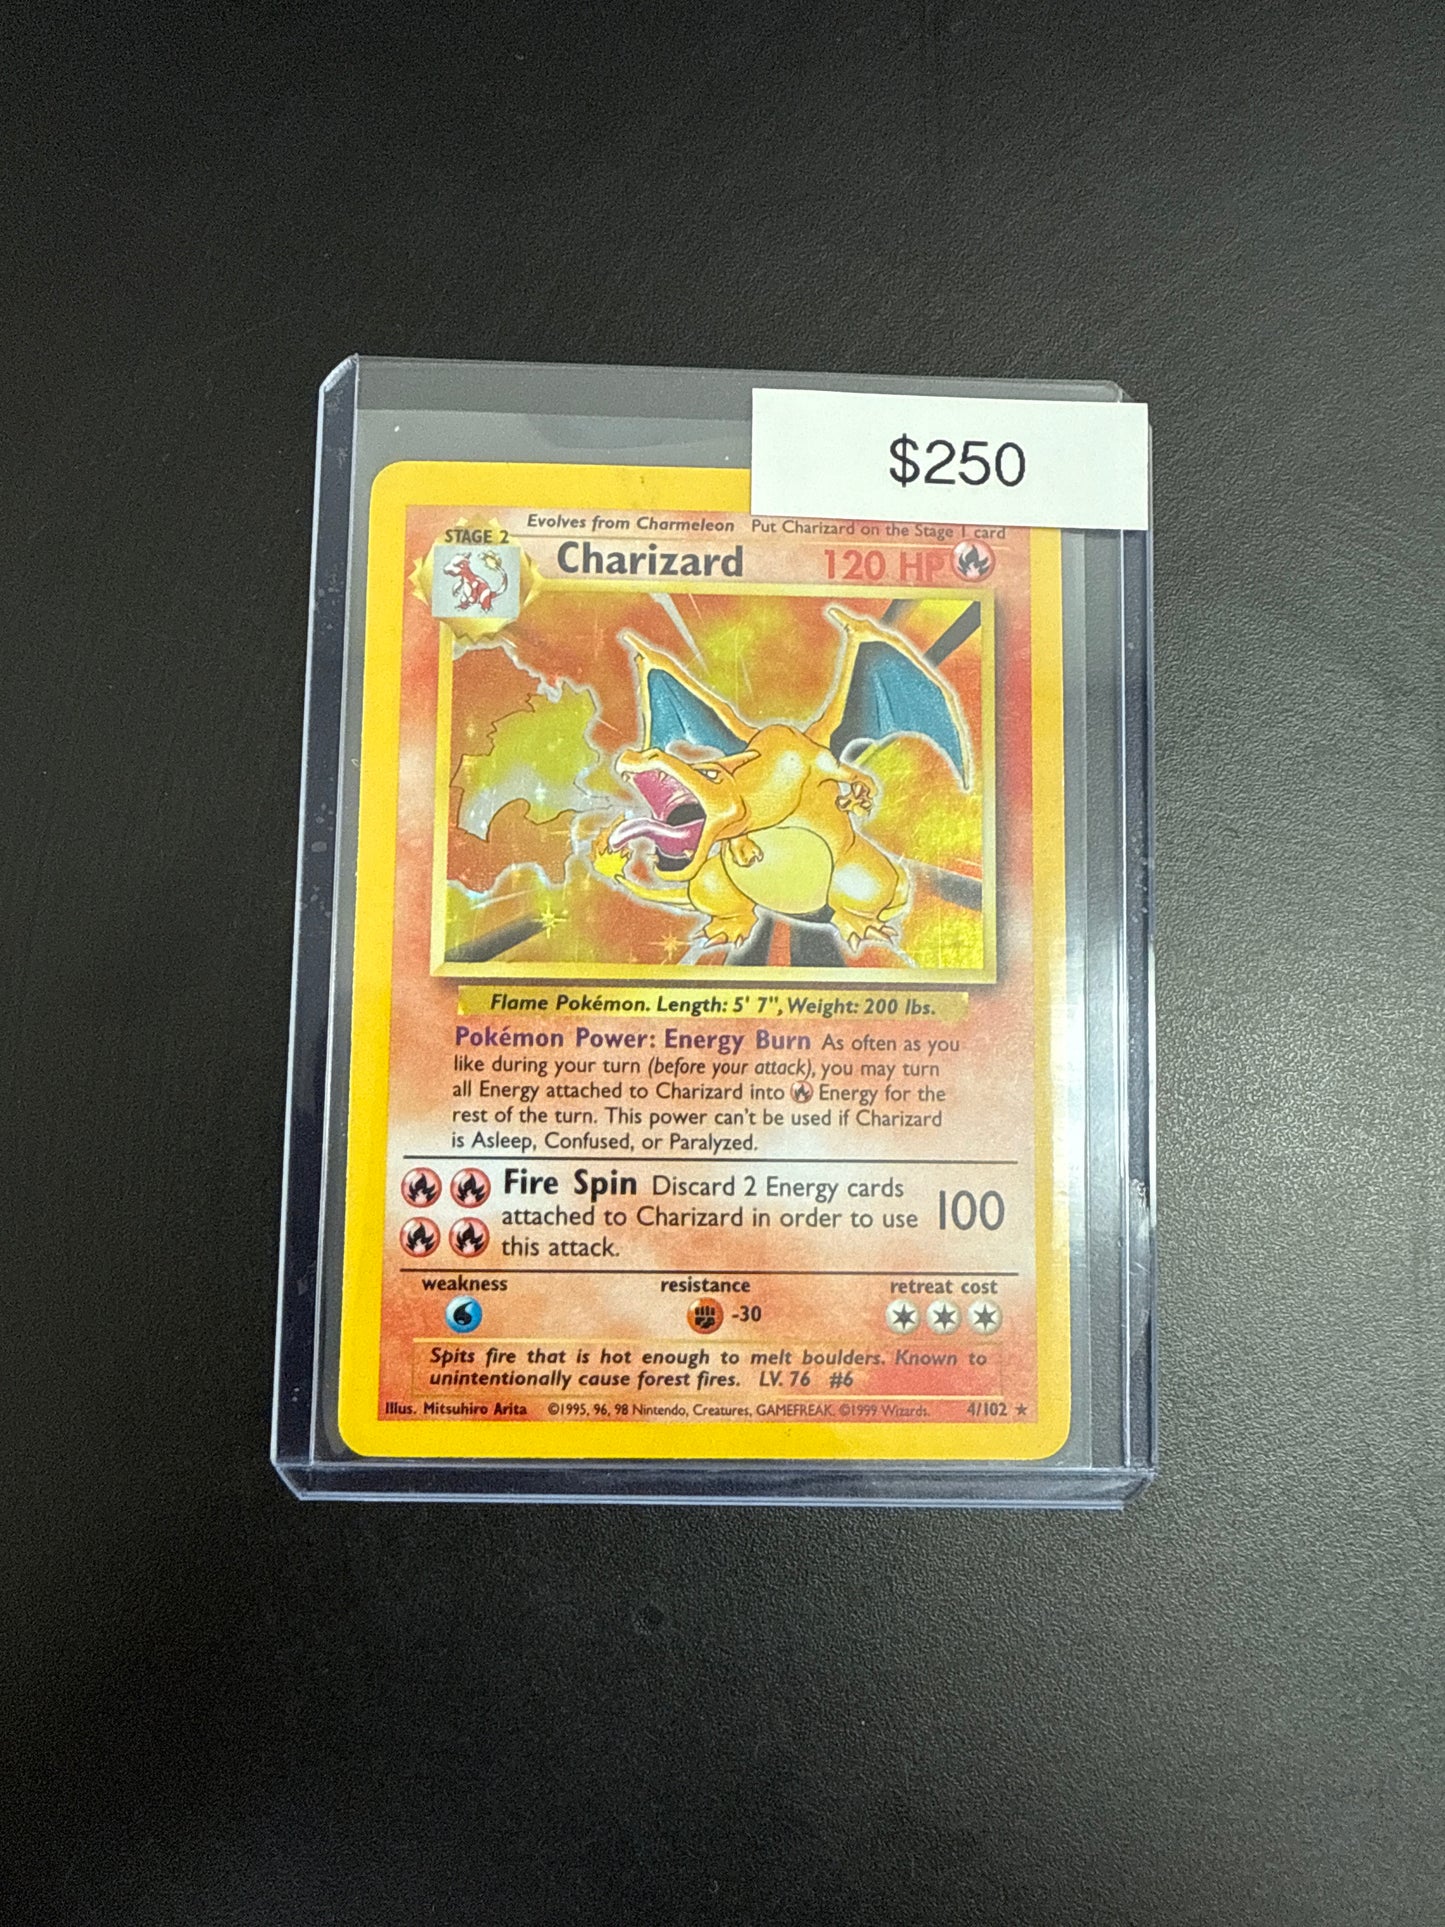 $250
Evolves from Charmeleon Put Charizard on the Stage 1 card
STAGE 2
Charizard 120 HP
Flame Pokémon. Length: 5' 7", Weight: 200 lbs.
Pokémon Power: Energy Burn As often as you
like during your turn (before your attack), you may turn
all Energy attached to Charizard into Energy for the
rest of the turn. This power can't be used if Charizard
is Asleep, Confused, or Paralyzed.
Fire Spin Discard 2 Energy cards
attached to Charizard in order to use 100
this attack.
weakness resistance retreat cost
-30
Spits fire that is hot enough to melt boulders. Known to
unintentionally cause forest fires. LV. 76 #6
Illus. Mitsuhiro Arita ©1995, 96, 98 Nintendo, Creatures, GAMEFREAK. ©1999 Wizards. 4/102 ★